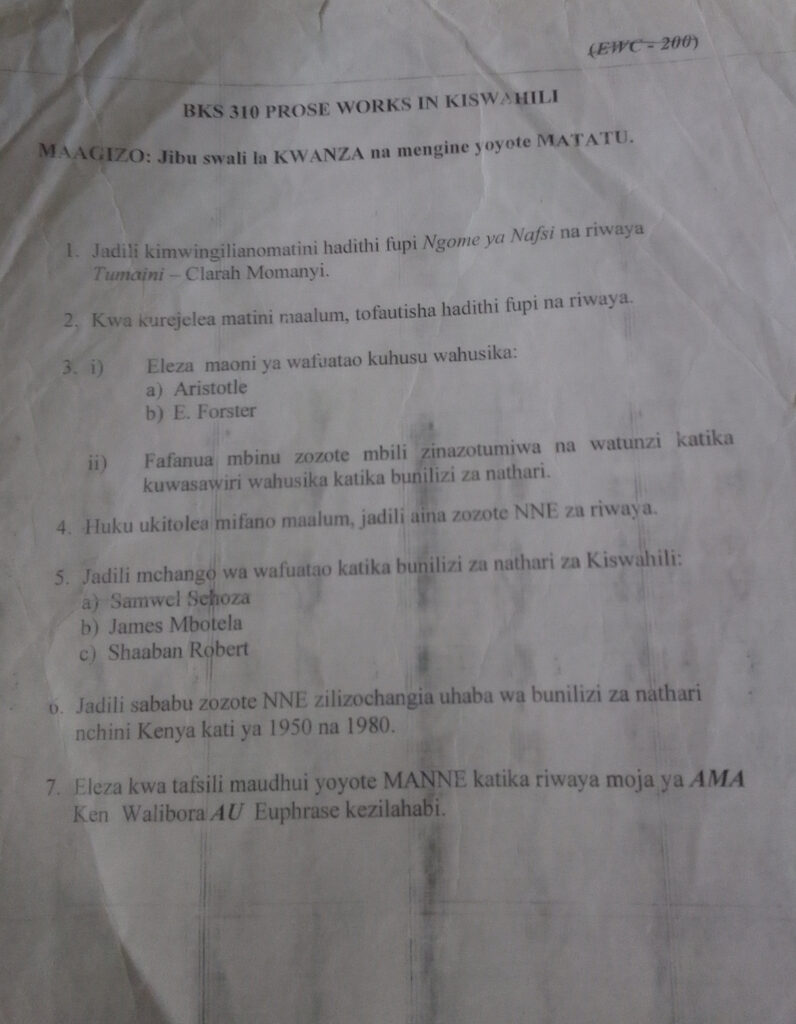 (EWC - 200)
BKS 310 PROSE WORKS IN KISWAHILI
MAAGIZO: Jibu swali la KWANZA na mengine yoyote MATATU.
1. Jadili kimwingilianomatini hadithi fupi Ngome ya Nafsi na riwaya
Tumaini – Clarah Momanyi.
2. Kwa kurejelea matini maalum, tofautisha hadithi fupi na riwaya.
3. i) Eleza maoni ya wafuatao kuhusu wahusika:
a) Aristotle
b) E. Forster
ii) Fafanua mbinu zozote mbili zinazotumiwa na watunzi katika
kuwasawiri wahusika katika bunilizi za nathari.
4. Huku ukitolea mifano maalum, jadili aina zozote NNE za riwaya.
5. Jadili mchango wa wafuatao katika bunilizi za nathari za Kiswahili:
a) Samwel Sehoza
b) James Mbotela
c) Shaaban Robert
6. Jadili sababu zozote NNE zilizochangia uhaba wa bunilizi za nathari
nchini Kenya kati ya 1950 na 1980.
7. Eleza kwa tafsili maudhui yoyote MANNE katika riwaya moja ya AMA
Ken Walibora AU Euphrase kezilahabi.